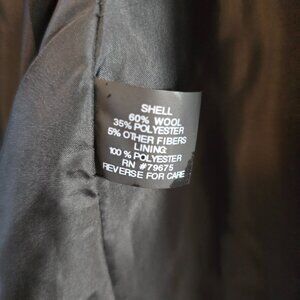 SHELL
60% WOOL
35% POLYESTER
5% OTHER FIBERS
LINING:
100% POLYESTER
RN #79675
REVERSE FOR CARE